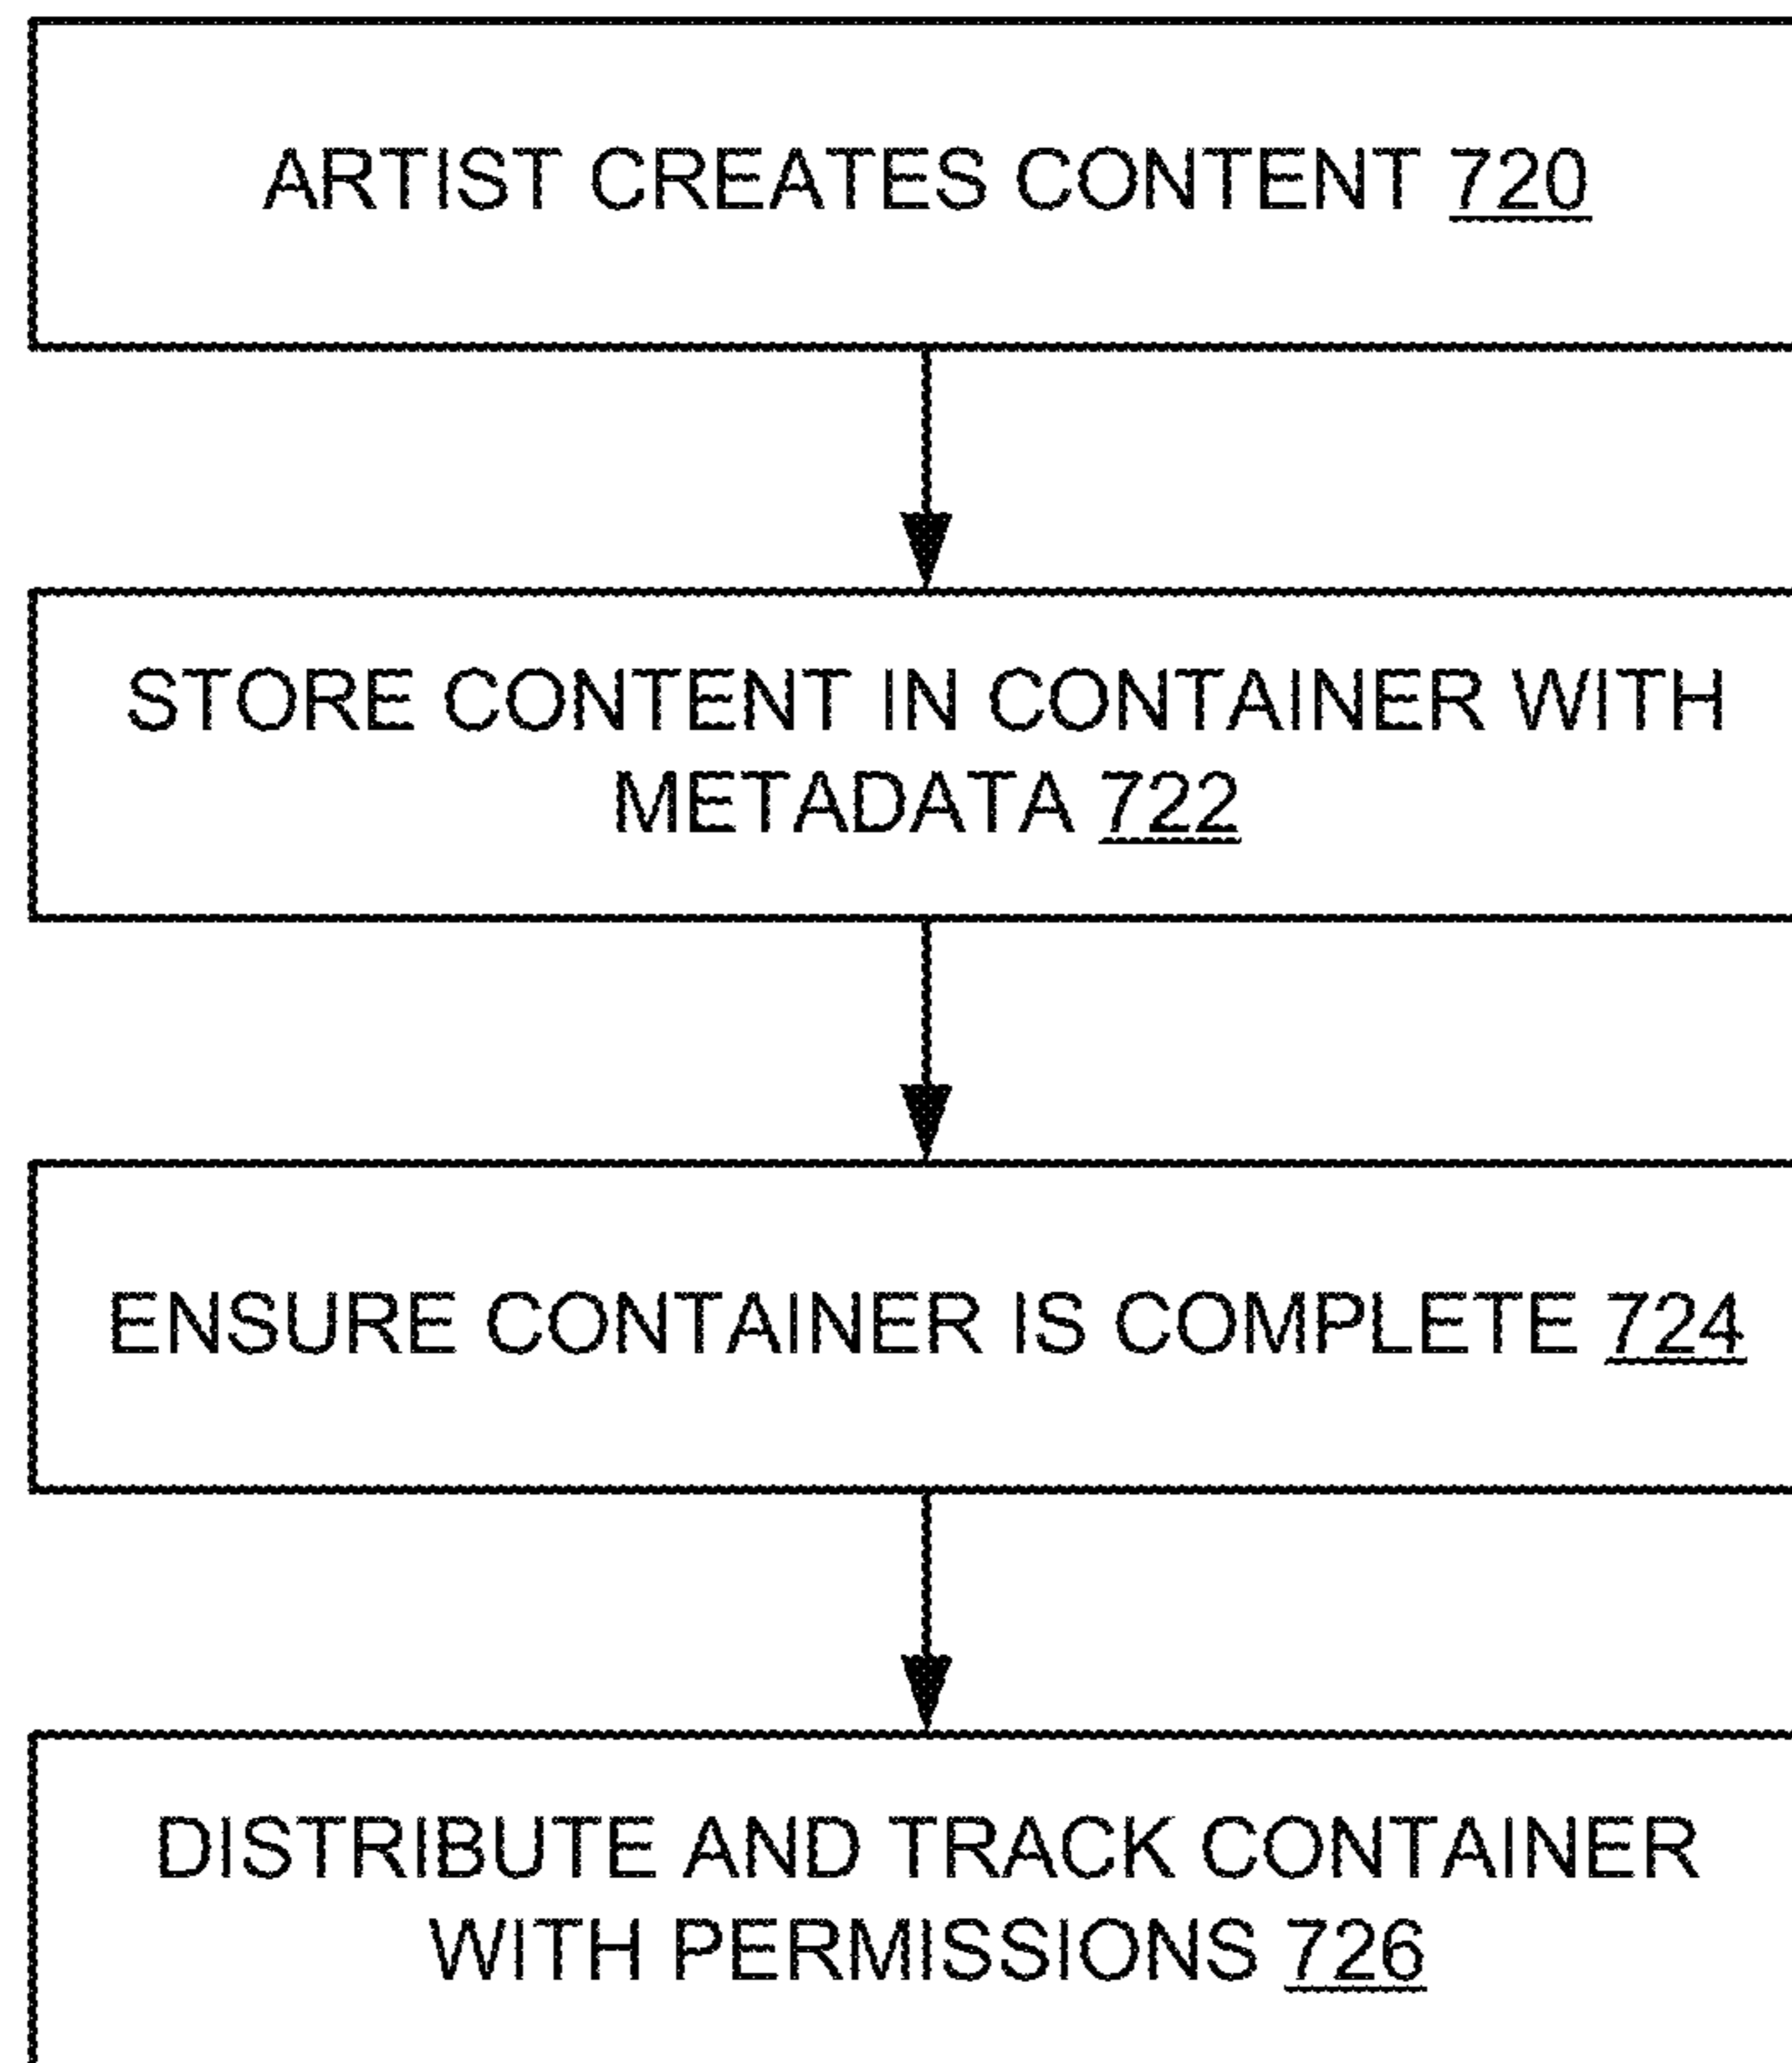 ARTIST CREATES CONTENT 720
STORE CONTENT IN CONTAINER WITH
METADATA 722
ENSURE CONTAINER IS COMPLETE 724
DISTRIBUTE AND TRACK CONTAINER
WITH PERMISSIONS 726